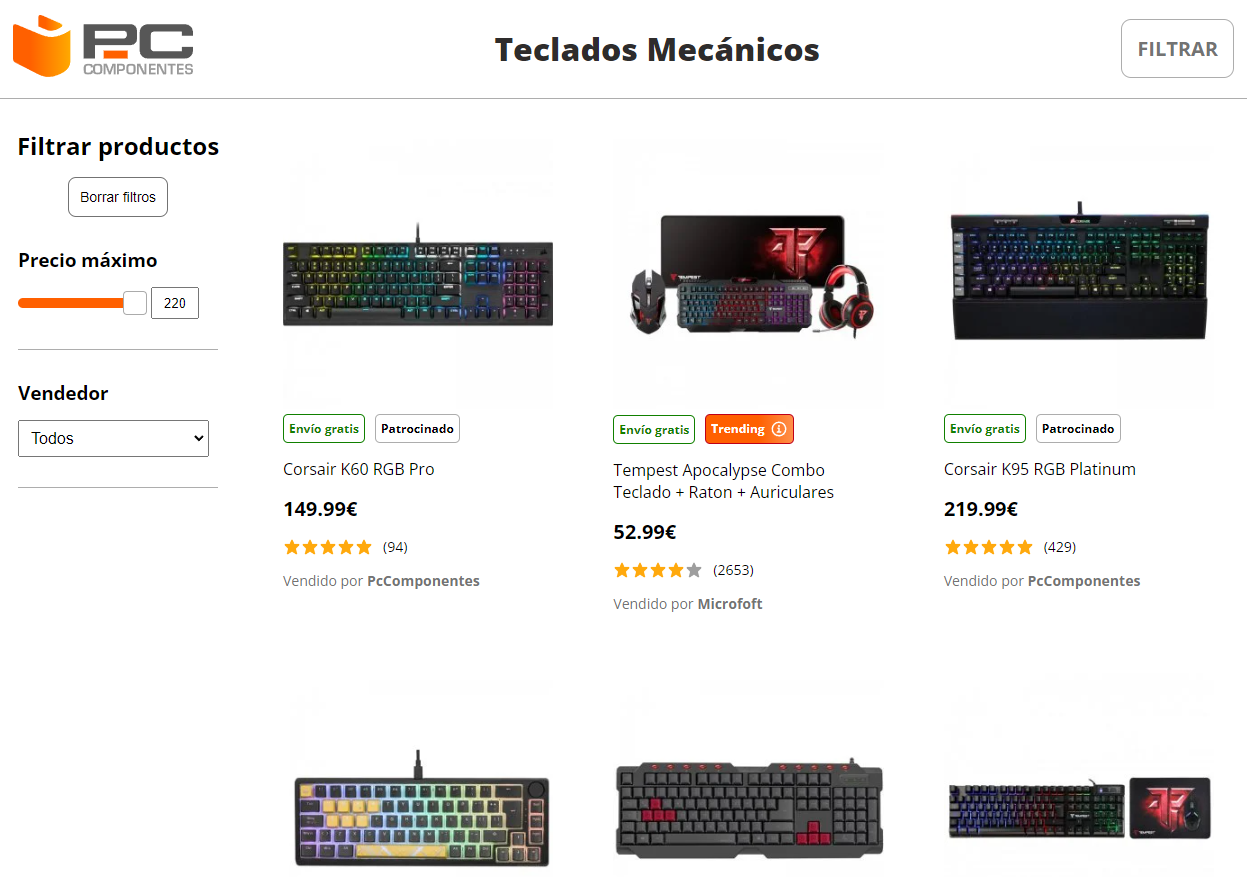 PC
COMPONENTES
Teclados Mecánicos
FILTRAR
Filtrar productos
Borrar filtros
Precio máximo
220
Vendedor
Todos
Envío gratis
Patrocinado
Corsair K60 RGB Pro
149.99€
(94)
Vendido por PcComponentes
TEMPEST
Envío gratis
Trending
Tempest Apocalypse Combo
Teclado + Raton + Auriculares
52.99€
(2653)
Vendido por Microfoft
Envío gratis
Patrocinado
Corsair K95 RGB Platinum
219.99€
(429)
Vendido por PcComponentes